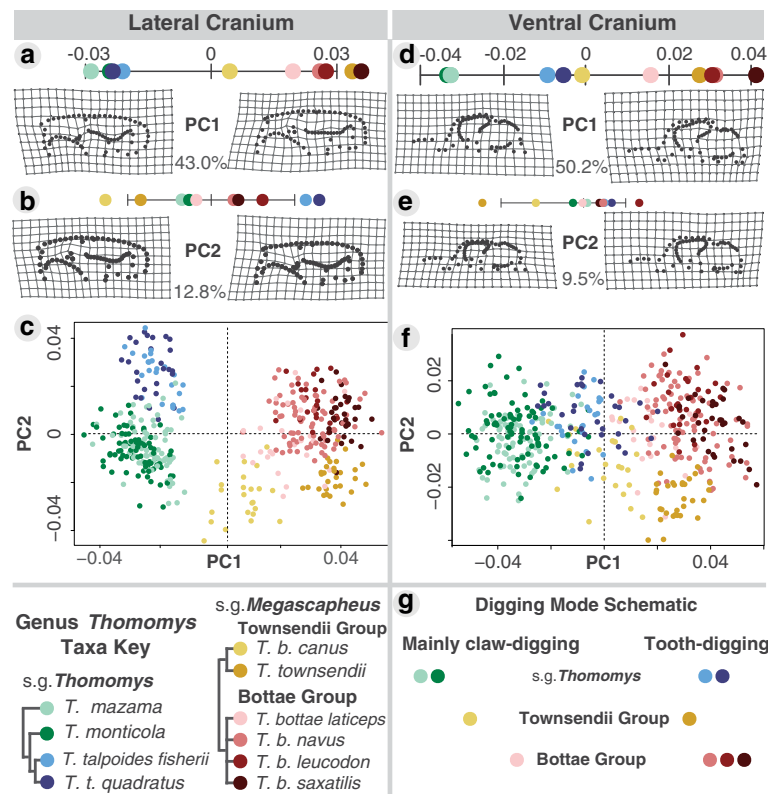 Lateral Cranium
Ventral Cranium
a
-0.03
0
0.03
PC1
43.0%
d
-0.04
-0.02
0
0.02
0.04
PC1
50.2%
b
PC2
12.8%
e
PC2
9.5%
c
0.04
0
−0.04
PC2
−0.04
PC1
0.04
f
0.02
0
−0.02
PC2
−0.04
PC1
0.04
Genus Thomomys
Taxa Key
s.g.Thomomys
T. mazama
T. monticola
T. talpoides fisherii
T. t. quadratus
s.g.Megascapheus
Townsendii Group
T. b. canus
T. townsendii
Bottae Group
T. bottae laticeps
T. b. navus
T. b. leucodon
T. b. saxatilis
g
Digging Mode Schematic
Mainly claw-digging
Tooth-digging
s.g.Thomomys
Townsendii Group
Bottae Group